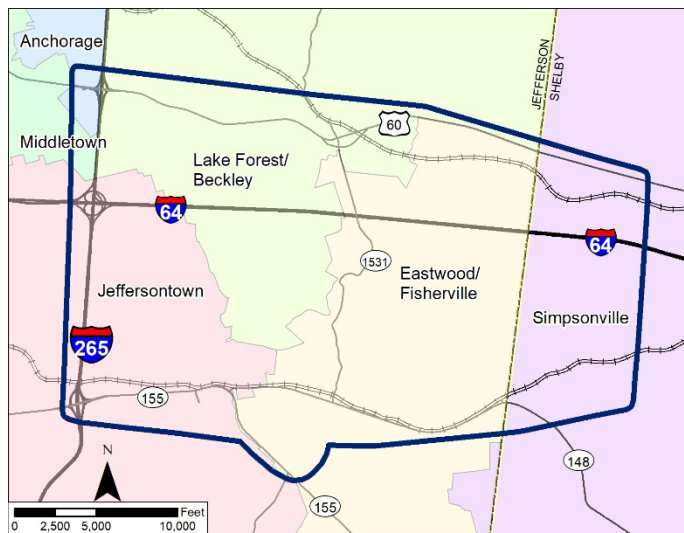 Anchorage
JEFFERSON
SHELBY
60
Middletown
Lake Forest/
Beckley
64
64
1531
Eastwood/
Fisherville
Jeffersontown
Simpsonville
265
155
148
N
155
Feet
0 2,500 5,000 10,000